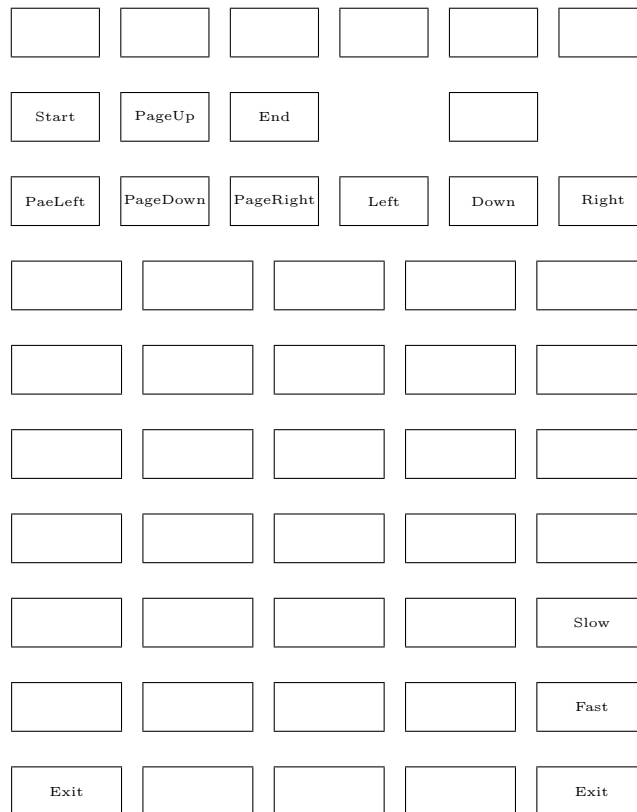 Start PageUp End
PaeLeft PageDown PageRight Left Down Right
Slow
Fast
Exit Exit